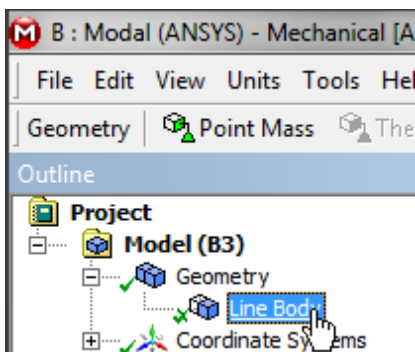 B : Modal (ANSYS) - Mechanical [A
File Edit View Units Tools Hel
Geometry Point Mass The
Outline
Project
Model (B3)
Geometry
Line Body
Coordinate Systems